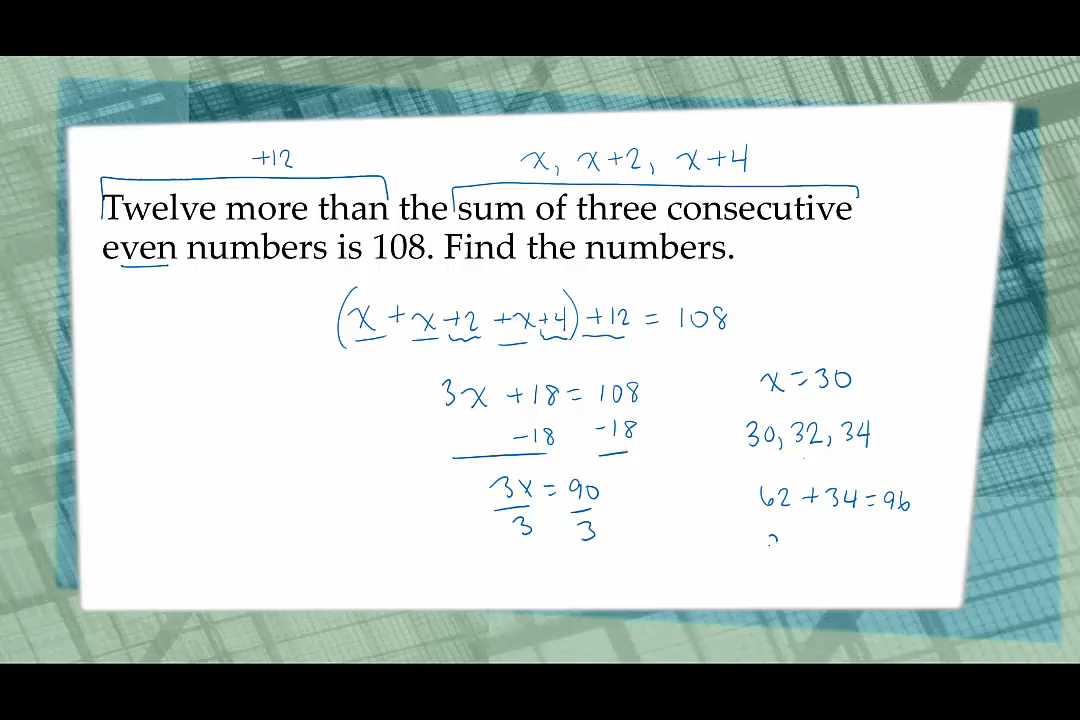 +12 x, x+2, x+4
Twelve more than the sum of three consecutive
even numbers is 108. Find the numbers.
(x + x+2 +x+4) +12 = 108
3x +18 = 108
-18 -18
3x = 90
3 3
x = 30
30, 32, 34
62 + 34 = 96